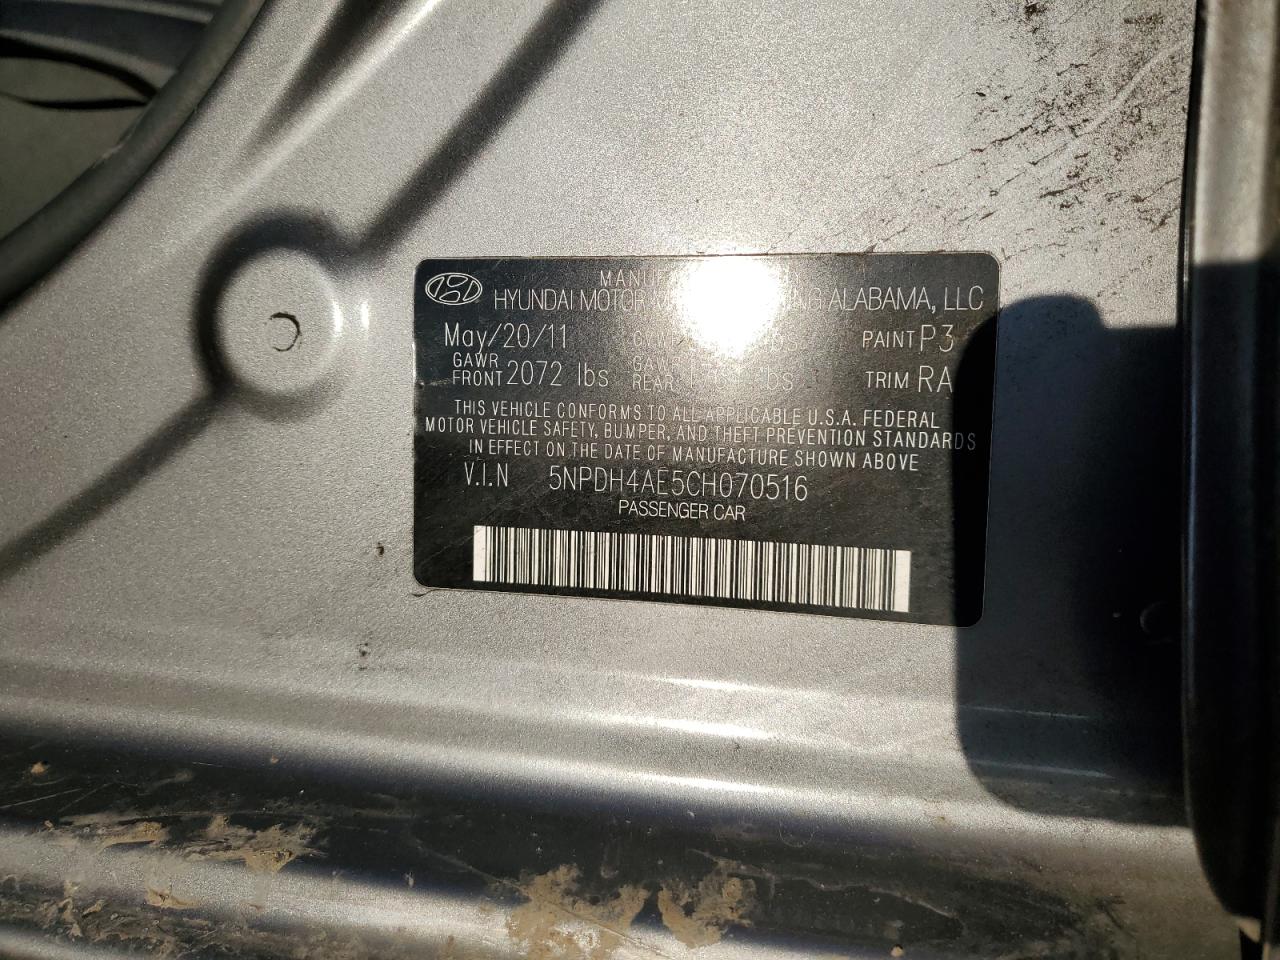 HYUNDAI MOTOR ALABAMA, LLC
May/20/11 PAINT P3
GAWR FRONT 2072 lbs REAR lbs TRIM RA
THIS VEHICLE CONFORMS TO ALL APPLICABLE U.S.A. FEDERAL
MOTOR VEHICLE SAFETY, BUMPER, AND THEFT PREVENTION STANDARDS
IN EFFECT ON THE DATE OF MANUFACTURE SHOWN ABOVE
V.I.N 5NPDH4AE5CH070516
PASSENGER CAR